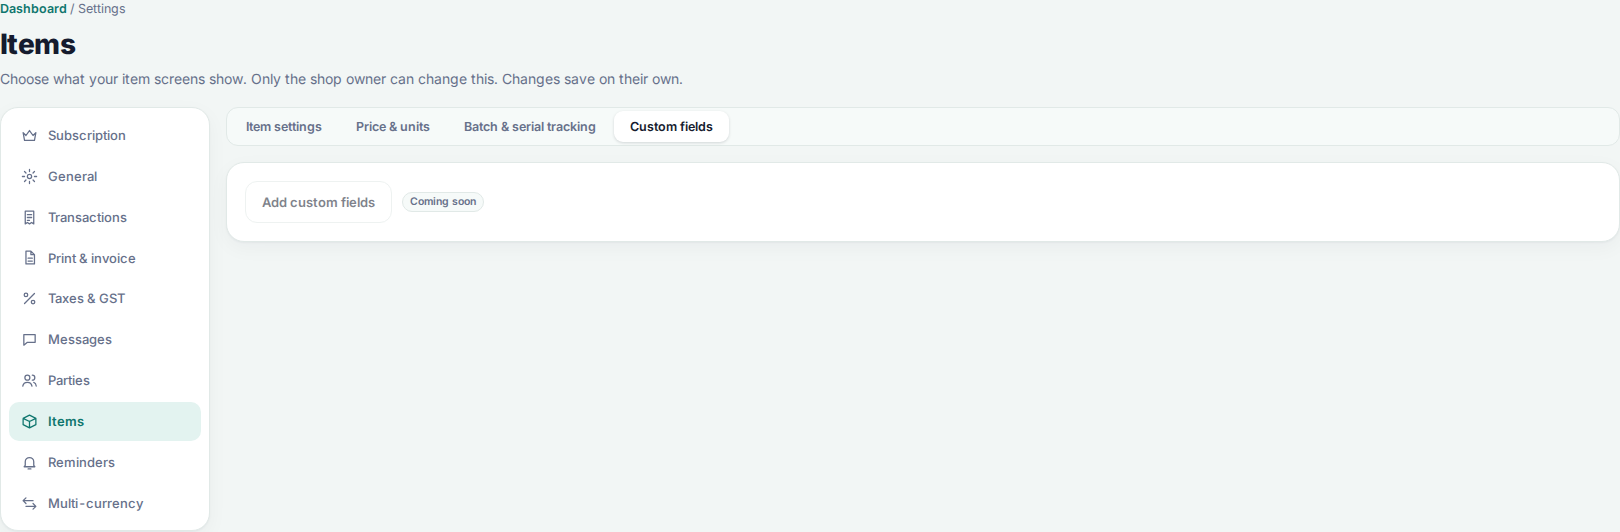 Dashboard / Settings
Items
Choose what your item screens show. Only the shop owner can change this. Changes save on their own.
Subscription
General
Transactions
Print & invoice
Taxes & GST
Messages
Parties
Items
Reminders
Multi-currency
Item settings
Price & units
Batch & serial tracking
Custom fields
Add custom fields
Coming soon